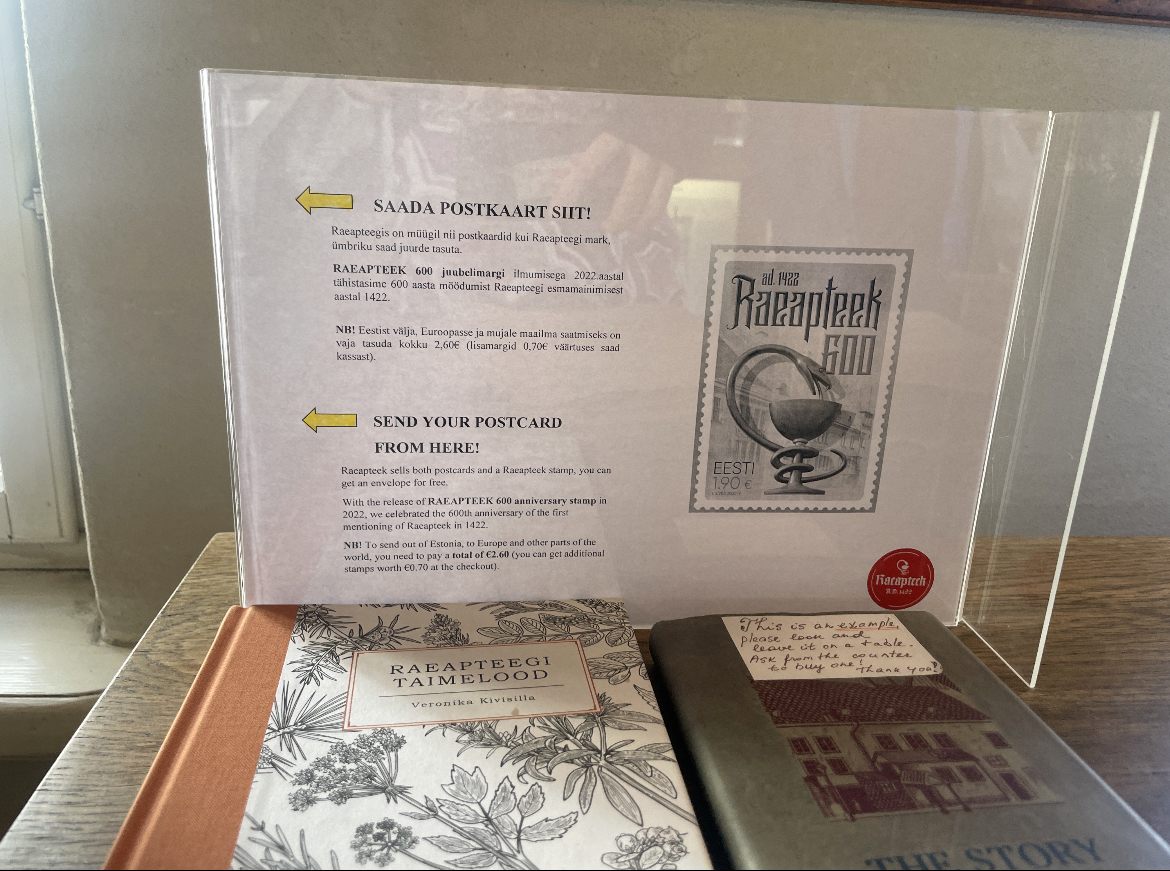 SAADA POSTKAART SIIT!
Raeapteegis on müügil nii postkaardid kui Raeapteegi mark,
ümbriku saad juurde tasuta.
RAEAPTEEK 600 juubelimargi ilmumisega 2022.aastal
tähistasime 600 aasta möödumist Raeapteegi esmamainimisest
aastal 1422.
NB! Eestist välja, Euroopasse ja mujale maailma saatmiseks on
vaja tasuda kokku 2,60€ (lisamargid 0,70€ väärtuses saad
kassast).
SEND YOUR POSTCARD
FROM HERE!
Raeapteek sells both postcards and a Raeapteek stamp, you can
get an envelope for free.
With the release of RAEAPTEEK 600 anniversary stamp in
2022, we celebrated the 600th anniversary of the first
mentioning of Raeapteek in 1422.
NB! To send out of Estonia, to Europe and other parts of the
world, you need to pay a total of €2.60 (you can get additional
stamps worth €0.70 at the checkout).
ad. 1422
Raeapteek
600
EESTI
1.90 €
Raeapteek
A.D. 1422
RAEAPTEEGI
TAIMELOOD
Veronika Kivisilla
This is an example,
please look and
leave it on a table.
Ask from the counter
to buy one! Thank you!
THE STORY